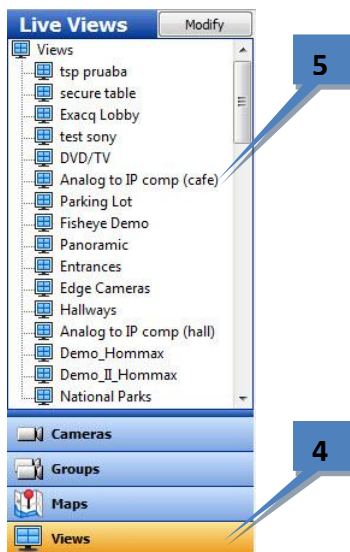 Live Views Modify
Views
tsp pruaba
secure table
Exacq Lobby
test sony
DVD/TV
Analog to IP comp (cafe)
Parking Lot
Fisheye Demo
Panoramic
Entrances
Edge Cameras
Hallways
Analog to IP comp (hall)
Demo_Hommax
Demo_II_Hommax
National Parks
Cameras
Groups
Maps
Views
5
4